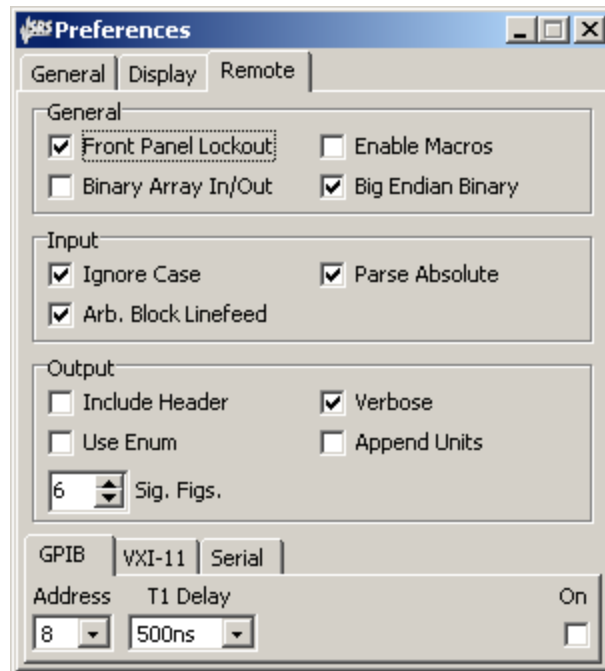 SRS Preferences
General Display Remote
General
Front Panel Lockout Enable Macros
Binary Array In/Out Big Endian Binary
Input
Ignore Case Parse Absolute
Arb. Block Linefeed
Output
Include Header Verbose
Use Enum Append Units
6 Sig. Figs.
GPIB VXI-11 Serial
Address T1 Delay On
8 500ns